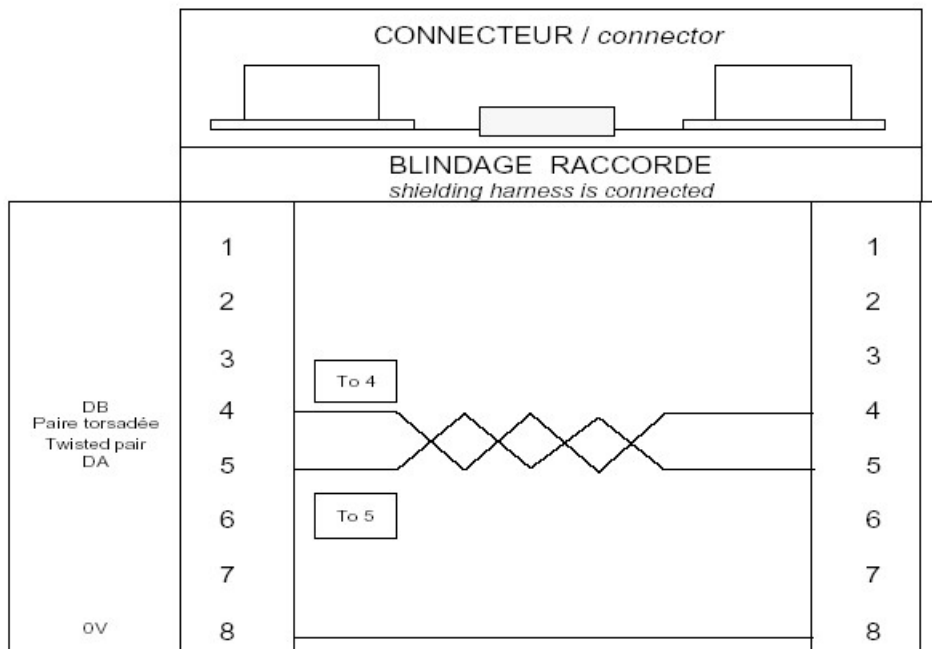 CONNECTEUR / connector
BLINDAGE RACCORDE
shielding harness is connected
1 1
2 2
3 3
To 4
DB 4 4
Paire torsadée
Twisted pair
DA 5 5
To 5
6 6
7 7
0V 8 8